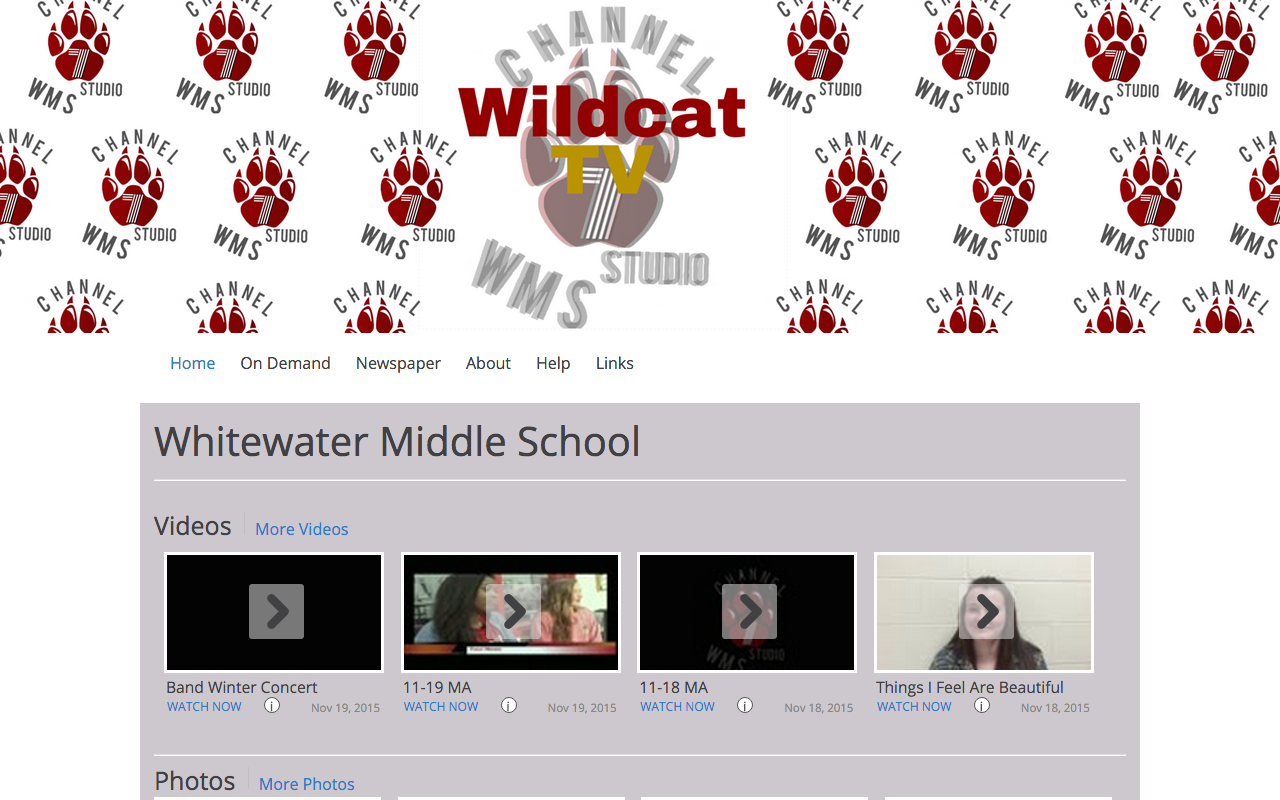 CHANNEL
7
WMS STUDIO
Wildcat
TV
Home On Demand Newspaper About Help Links
Whitewater Middle School
Videos More Videos
Band Winter Concert
WATCH NOW i Nov 19, 2015
11-19 MA
WATCH NOW i Nov 19, 2015
11-18 MA
WATCH NOW i Nov 18, 2015
Things I Feel Are Beautiful
WATCH NOW i Nov 18, 2015
Photos More Photos